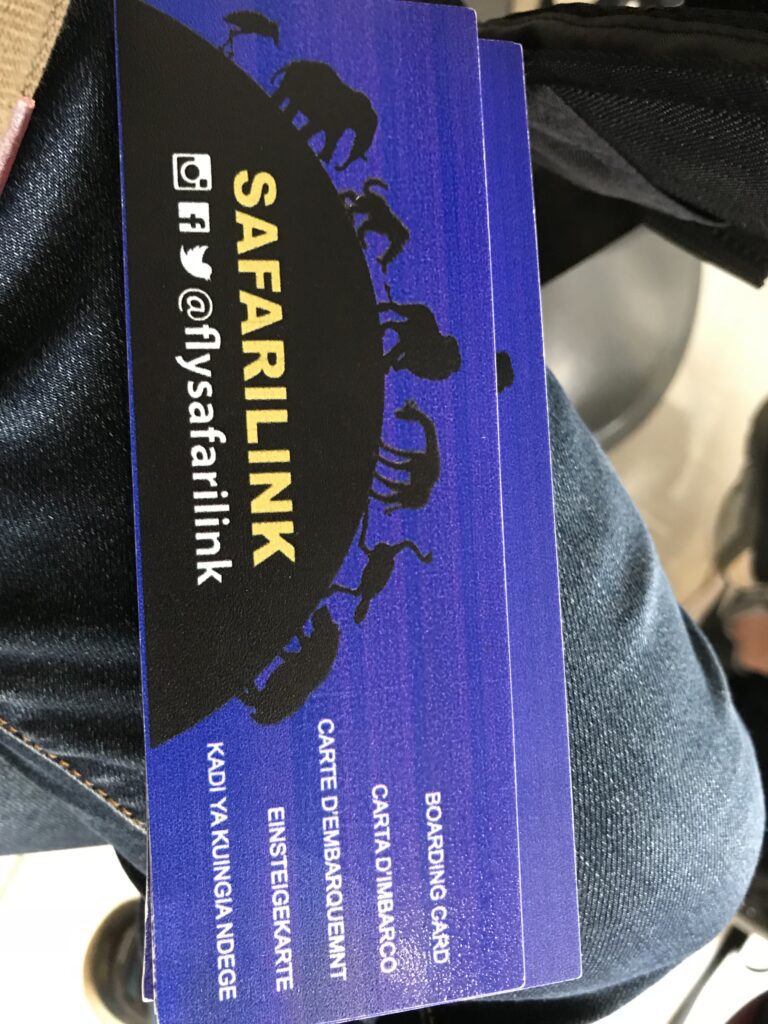 SAFARILINK
@flysafarilink
BOARDING CARD
CARTA D'IMBARCO
CARTE D'EMBARQUEMNT
EINSTEIGEKARTE
KADI YA KUINGIA NDEGE